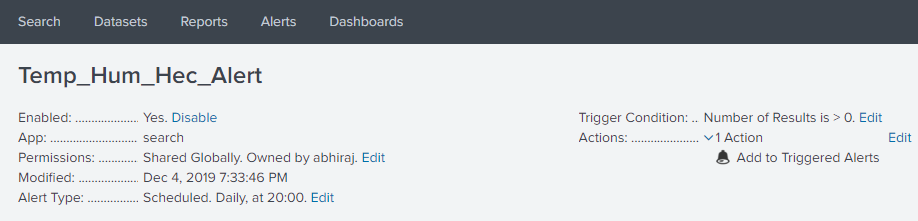 Search Datasets Reports Alerts Dashboards
Temp_Hum_Hec_Alert
Enabled: .................. Yes. Disable
App: .......................... search
Permissions: .............. Shared Globally. Owned by abhiraj. Edit
Modified: .................. Dec 4, 2019 7:33:46 PM
Alert Type: ............... Scheduled. Daily, at 20:00. Edit
Trigger Condition: .. Number of Results is > 0. Edit
Actions: .................... 1 Action Edit
Add to Triggered Alerts